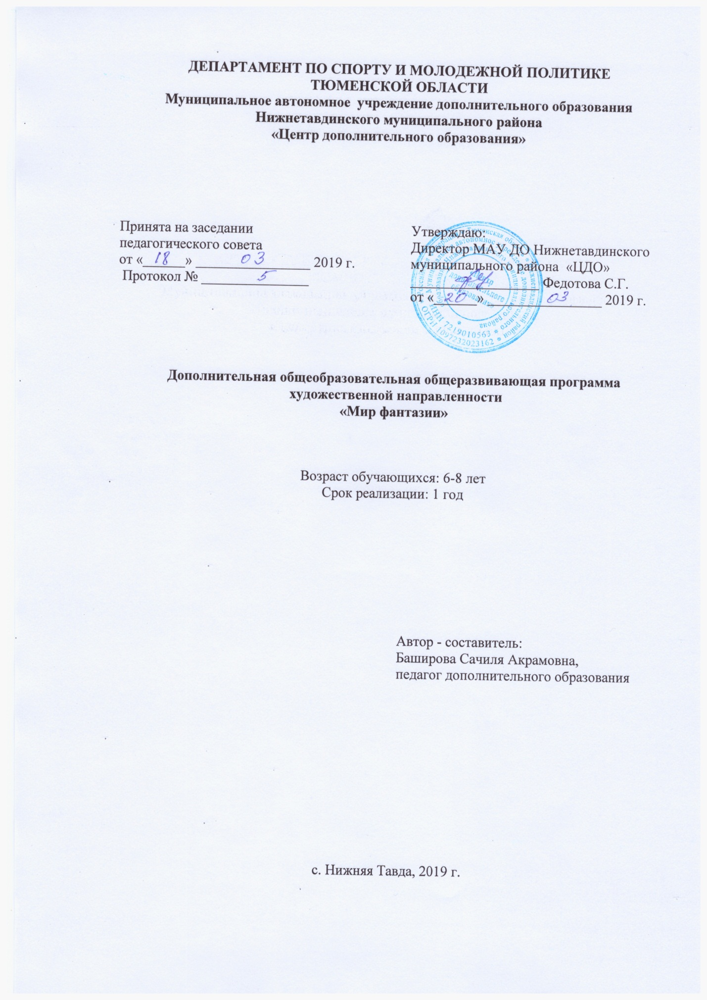 ДЕПАРТАМЕНТ ПО СПОРТУ И МОЛОДЕЖНОЙ ПОЛИТИКЕ
ТЮМЕНСКОЙ ОБЛАСТИ
Муниципальное автономное учреждение дополнительного образования
Нижнетавдинского муниципального района
«Центр дополнительного образования»
Принята на заседании
педагогического совета
от «18» 03 2019 г.
Протокол № 5
Утверждаю:
Директор МАУ ДО Нижнетавдинского
муниципального района «ЦДО»
Федотова С.Г.
от «20» 03 2019 г.
ИНН 7219010563
ОГРН 1097232023162
Центр
дополнительного
образования
Дополнительная общеобразовательная общеразвивающая программа
художественной направленности
«Мир фантазии»
Возраст обучающихся: 6-8 лет
Срок реализации: 1 год
Автор - составитель:
Баширова Сачиля Акрамовна,
педагог дополнительного образования
с. Нижняя Тавда, 2019 г.